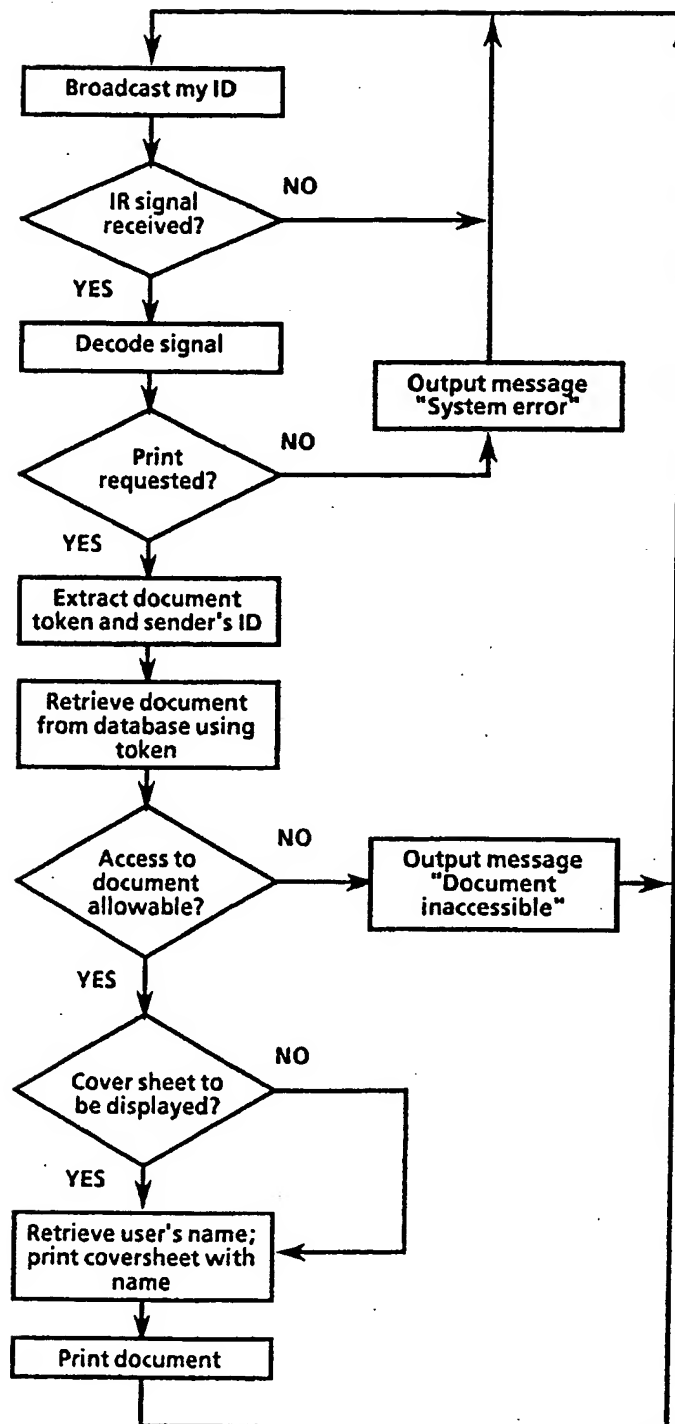 Broadcast my ID
IR signal
received?
NO
YES
Decode signal
Output message
"System error"
Print
requested?
NO
YES
Extract document
token and sender's ID
Retrieve document
from database using
token
Access to
document
allowable?
NO
Output message
"Document
inaccessible"
YES
Cover sheet to
be displayed?
NO
YES
Retrieve user's name;
print coversheet with
name
Print document